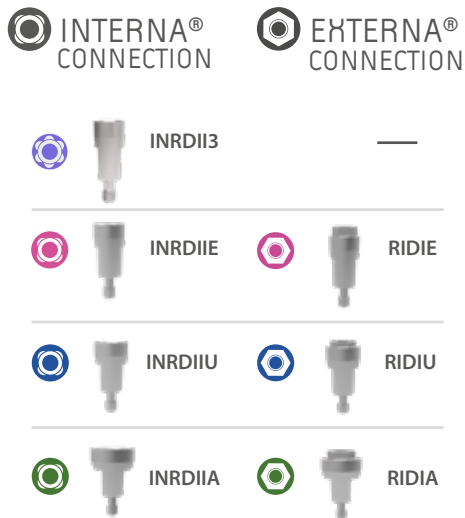 INTERNA®
CONNECTION
EXTERNA®
CONNECTION
INRDII3
—
INRDIIE
RIDIE
INRDIIU
RIDIU
INRDIIA
RIDIA